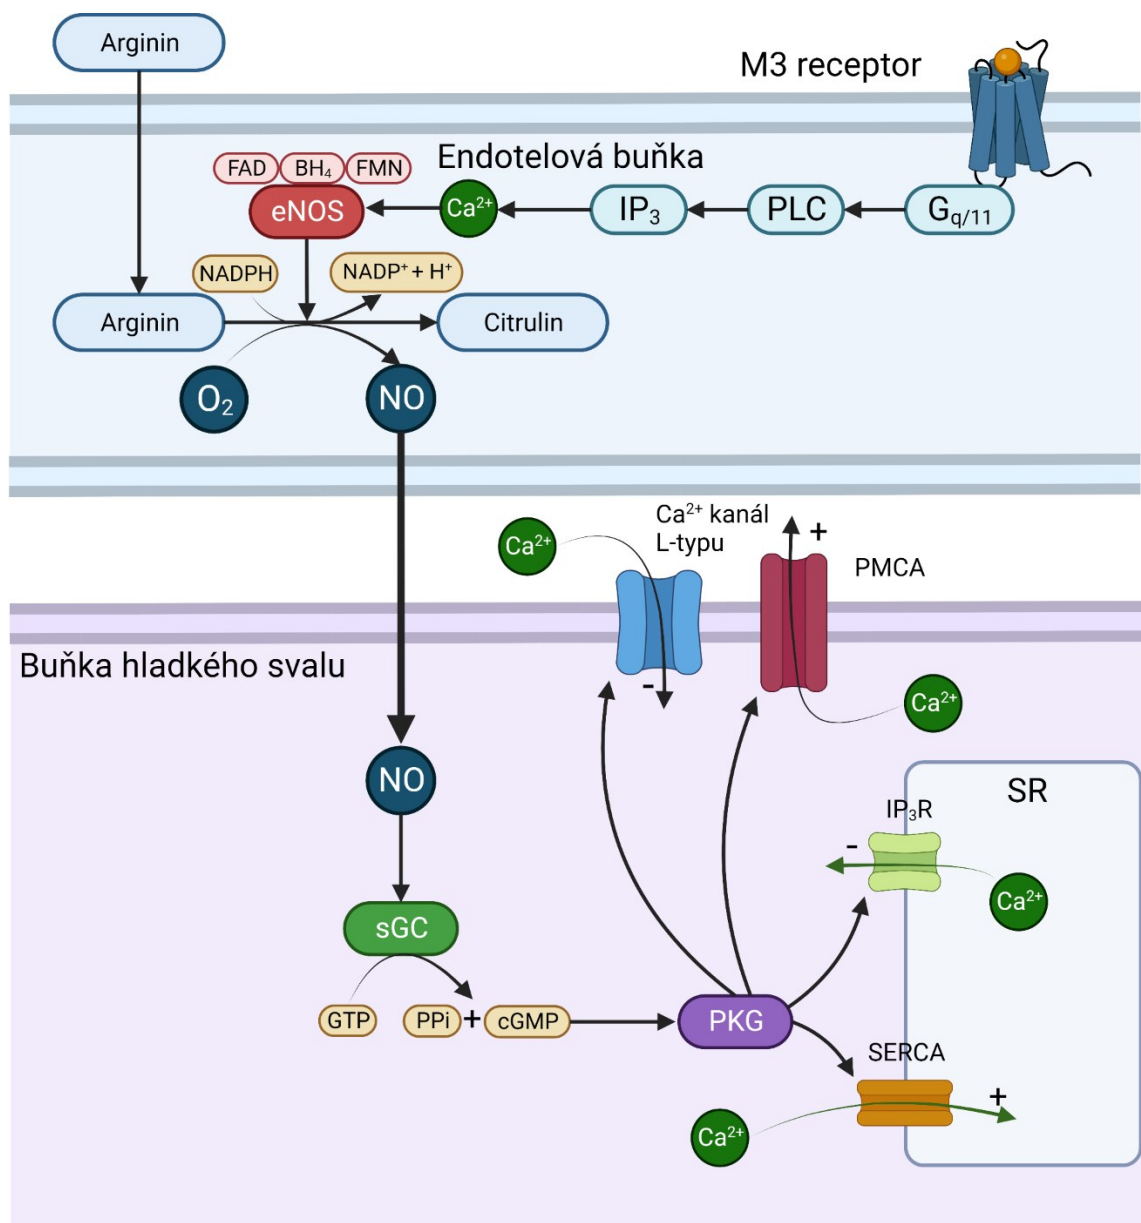 Arginin
M3 receptor
Endotelová buňka
FAD BH₄ FMN
eNOS Ca²⁺ IP₃ PLC G_q/11
NADPH NADP⁺ + H⁺
Arginin Citrulin
O₂ NO
Ca²⁺ kanál
L-typu
Ca²⁺ + PMCA
Buňka hladkého svalu
-
Ca²⁺
NO
SR
IP₃R
-
Ca²⁺
sGC
GTP PPi + cGMP PKG
SERCA
+
Ca²⁺